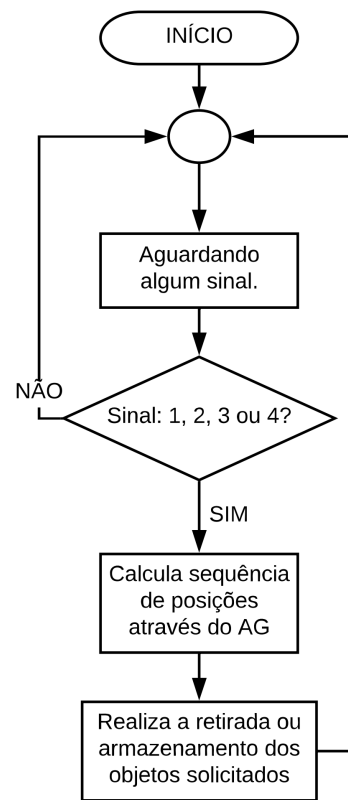 INÍCIO
Aguardando
algum sinal.
NÃO
Sinal: 1, 2, 3 ou 4?
SIM
Calcula sequência
de posições
através do AG
Realiza a retirada ou
armazenamento dos
objetos solicitados